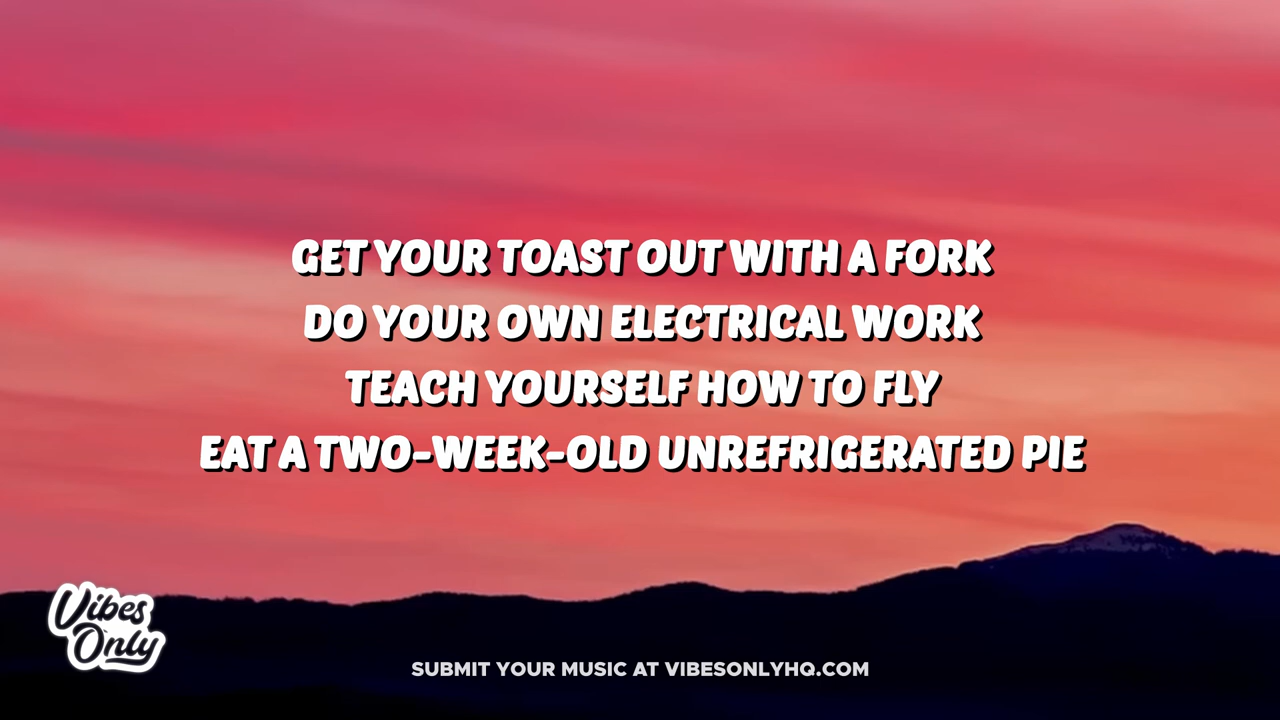 GET YOUR TOAST OUT WITH A FORK
DO YOUR OWN ELECTRICAL WORK
TEACH YOURSELF HOW TO FLY
EAT A TWO-WEEK-OLD UNREFRIGERATED PIE
Vibes
Only
SUBMIT YOUR MUSIC AT VIBESONLYHQ.COM